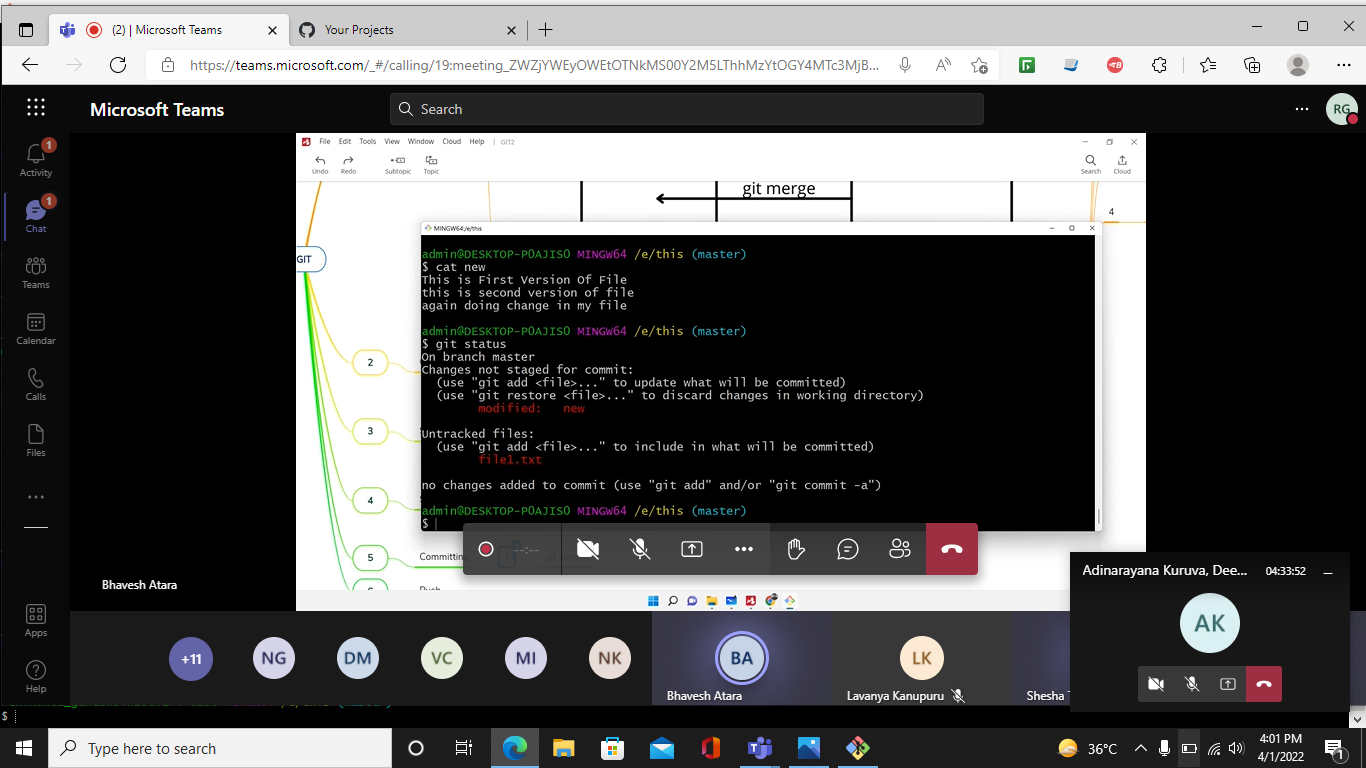 (2) | Microsoft Teams
Your Projects
https://teams.microsoft.com/_#/calling/19:meeting_ZWZjYWEyOWEtOTNkMS00Y2M5LThhMzYtOGY4MTc3MjB...
Microsoft Teams
Search
RG
Activity
1
Chat
1
Teams
Calendar
Calls
Files
Apps
Help
File Edit Tools View Window Cloud Help | GIT2
Undo Redo Subtopic Topic Search Cloud
git merge
4
GIT
2
3
4
5
Committing
MINGW64:/e/this
admin@DESKTOP-P0AJIS0 MINGW64 /e/this (master)
$ cat new
This is First Version Of File
this is second version of file
again doing change in my file
admin@DESKTOP-P0AJIS0 MINGW64 /e/this (master)
$ git status
On branch master
Changes not staged for commit:
(use "git add <file>..." to update what will be committed)
(use "git restore <file>..." to discard changes in working directory)
modified: new
Untracked files:
(use "git add <file>..." to include in what will be committed)
file1.txt
no changes added to commit (use "git add" and/or "git commit -a")
admin@DESKTOP-P0AJIS0 MINGW64 /e/this (master)
$
--:--
Bhavesh Atara
Adinarayana Kuruva, Dee... 04:33:52
AK
+11 NG DM VC MI NK BA LK
Bhavesh Atara Lavanya Kanupuru Shesha
$
Type here to search
36°C
4:01 PM
4/1/2022
1